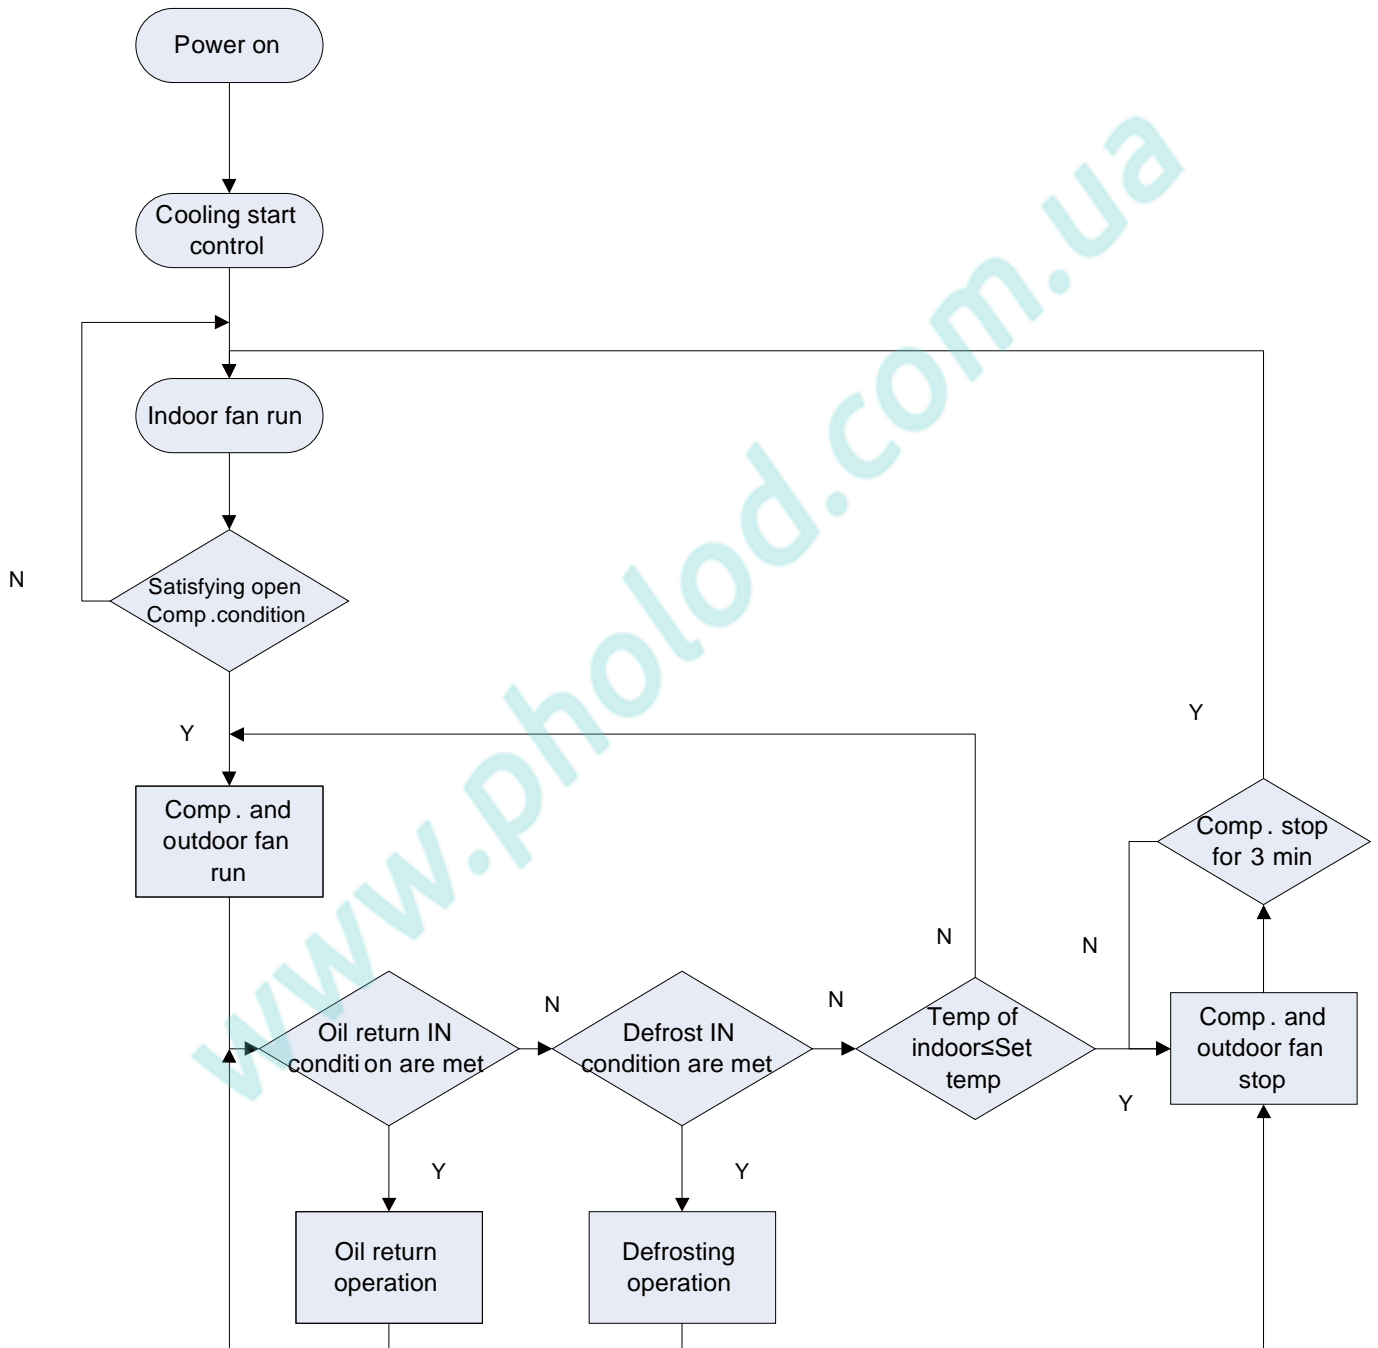 Power on
Cooling start
control
Indoor fan run
N
Satisfying open
Comp .condition
Y
Y
Comp . and
outdoor fan
run
Comp . stop
for 3 min
N
N
N
N
Oil return IN
conditi on are met
Defrost IN
condition are met
Temp of
indoor≤Set
temp
Comp . and
outdoor fan
stop
Y
Y
Y
Oil return
operation
Defrosting
operation
www.pholod.com.ua